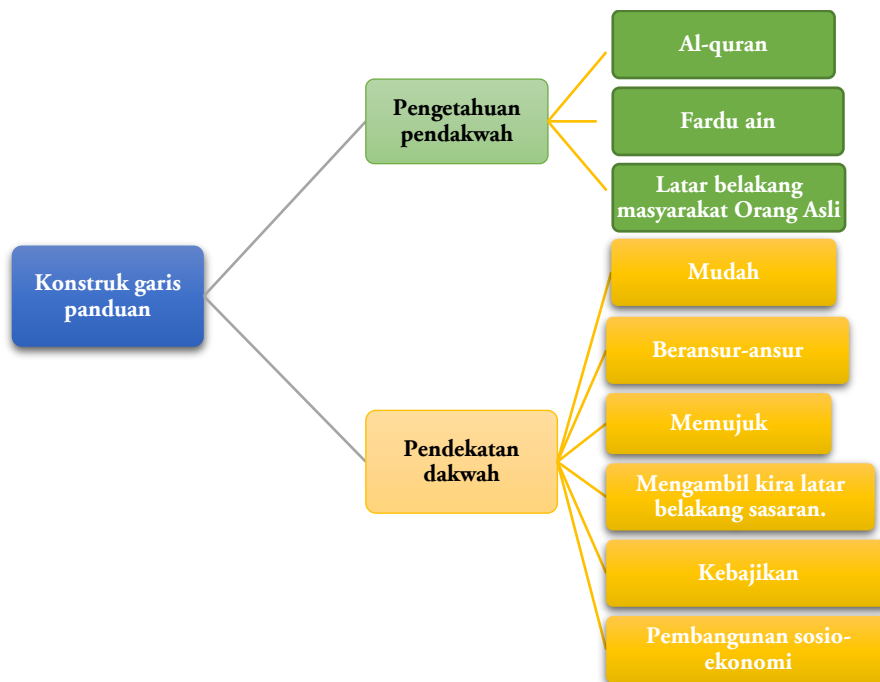 Konstruk garis
panduan
Pengetahuan
pendakwah
Al-quran
Fardu ain
Latar belakang
masyarakat Orang Asli
Pendekatan
dakwah
Mudah
Beransur-ansur
Memujuk
Mengambil kira latar
belakang sasaran.
Kebajikan
Pembangunan sosio-
ekonomi